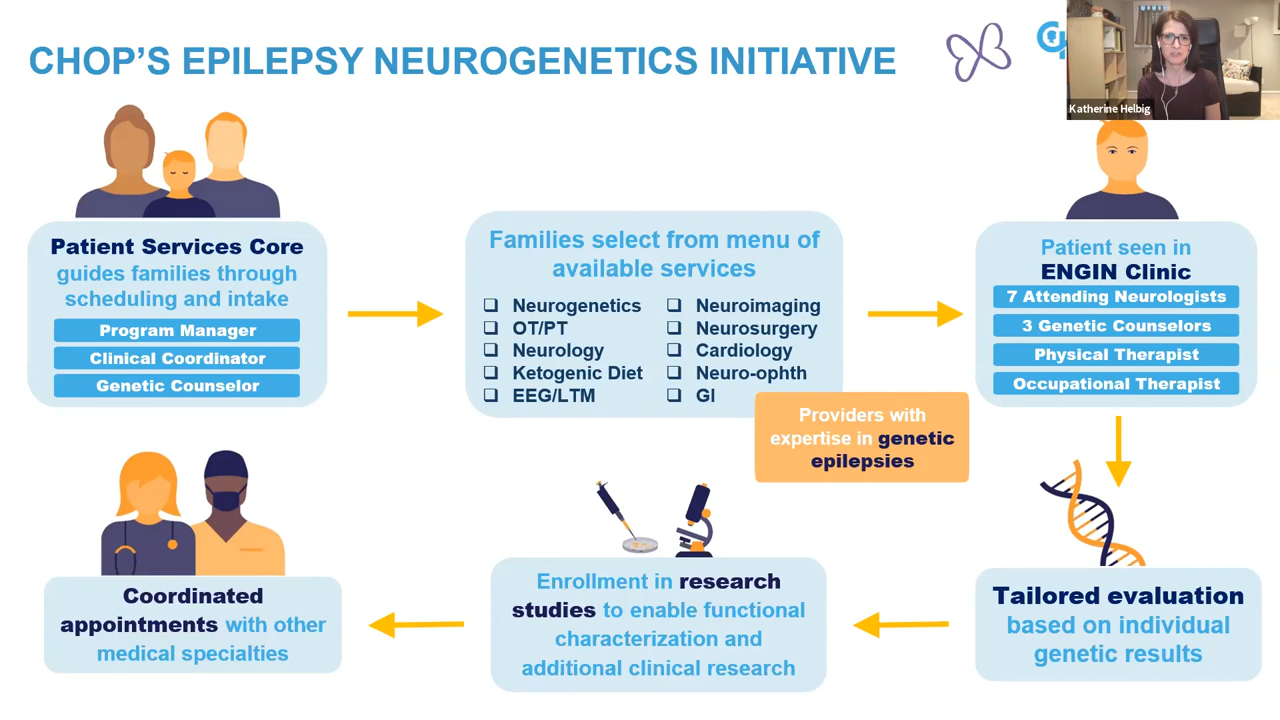 CHOP'S EPILEPSY NEUROGENETICS INITIATIVE
Katherine Helbig
Patient Services Core
guides families through
scheduling and intake
Program Manager
Clinical Coordinator
Genetic Counselor
Families select from menu of
available services
Neurogenetics
OT/PT
Neurology
Ketogenic Diet
EEG/LTM
Neuroimaging
Neurosurgery
Cardiology
Neuro-ophth
GI
Providers with
expertise in genetic
epilepsies
Patient seen in
ENGIN Clinic
7 Attending Neurologists
3 Genetic Counselors
Physical Therapist
Occupational Therapist
Tailored evaluation
based on individual
genetic results
Enrollment in research
studies to enable functional
characterization and
additional clinical research
Coordinated
appointments with other
medical specialties